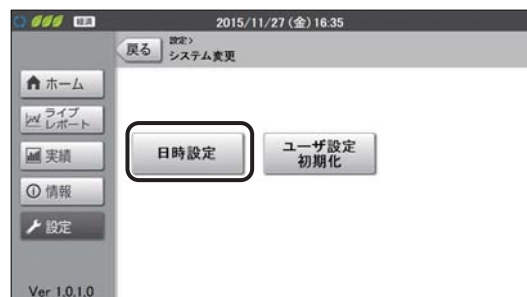 経済
2015/11/27(金)16:35
戻る
設定>
システム変更
ホーム
ライブ
レポート
実績
情報
設定
日時設定
ユーザ設定
初期化
Ver 1.0.1.0